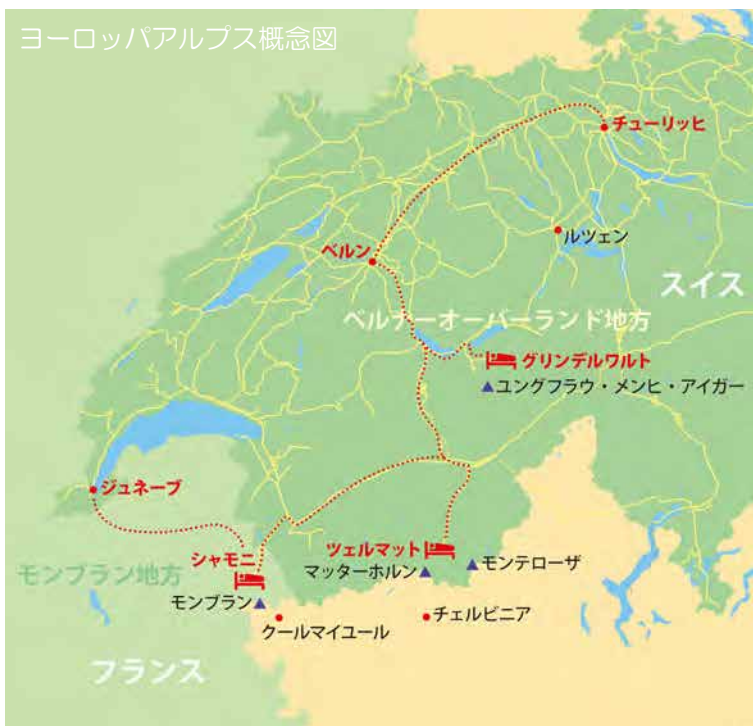 ヨーロッパアルプス概念図
チューリッヒ
ルツェン
ベルン
スイス
ベルナーオーバーランド地方
グリンデルワルト
▲ユングフラウ・メンヒ・アイガー
ジュネーブ
シャモニ
ツェルマット
モンブラン地方
マッターホルン▲
▲モンテローザ
モンブラン▲
クールマイユール
チェルビニア
フランス